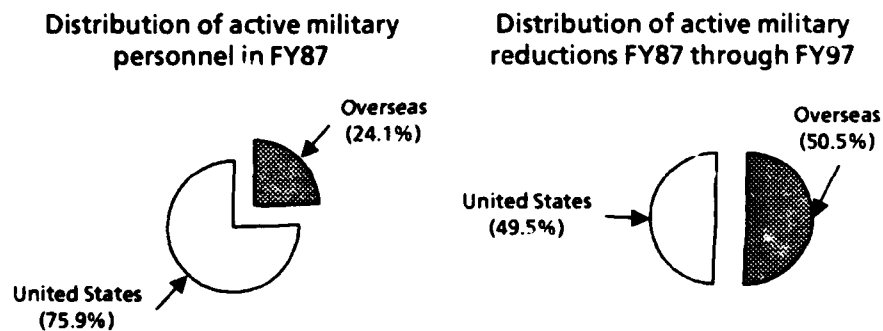 Distribution of active military
personnel in FY87
Overseas
(24.1%)
United States
(75.9%)
Distribution of active military
reductions FY87 through FY97
Overseas
(50.5%)
United States
(49.5%)